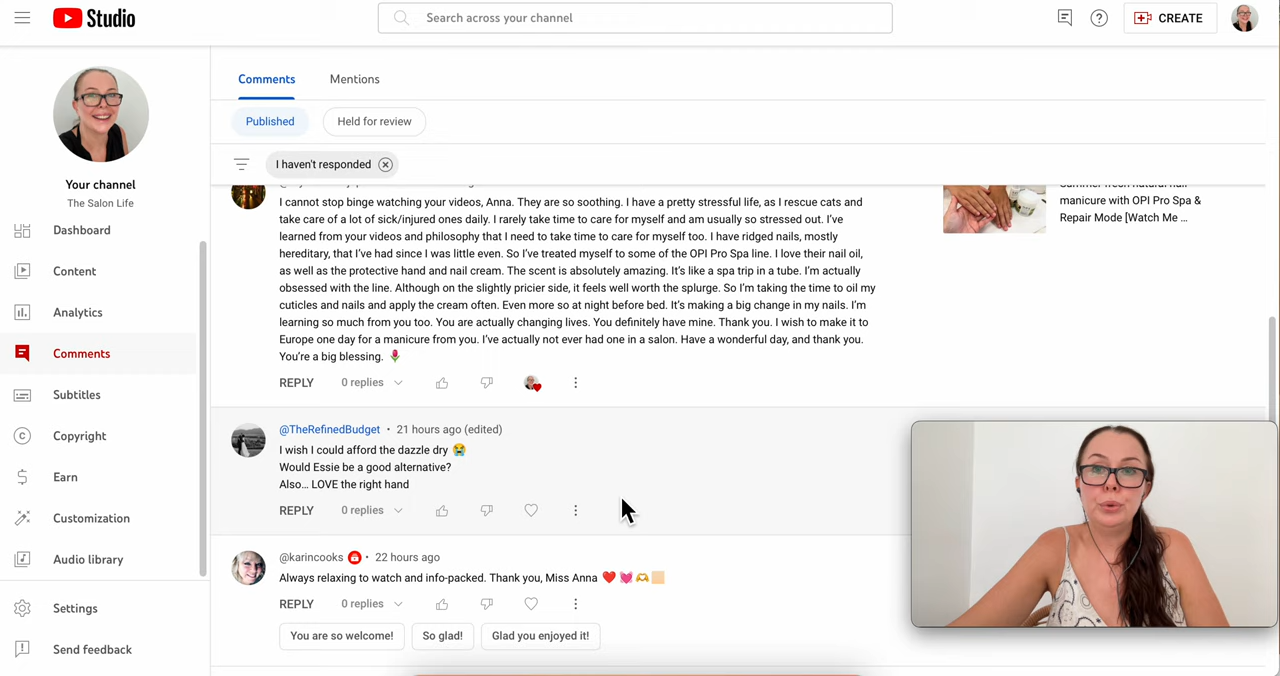 Studio
Search across your channel
CREATE
Your channel
The Salon Life
Dashboard
Content
Analytics
Comments
Subtitles
Copyright
Earn
Customization
Audio library
Settings
Send feedback
Comments
Mentions
Published
Held for review
I haven't responded
I cannot stop binge watching your videos, Anna. They are so soothing. I have a pretty stressful life, as I rescue cats and
take care of a lot of sick/injured ones daily. I rarely take time to care for myself and am usually so stressed out. I've
learned from your videos and philosophy that I need to take time to care for myself too. I have ridged nails, mostly
hereditary, that I've had since I was little even. So I've treated myself to some of the OPI Pro Spa line. I love their nail oil,
as well as the protective hand and nail cream. The scent is absolutely amazing. It's like a spa trip in a tube. I'm actually
obsessed with the line. Although on the slightly pricier side, it feels well worth the splurge. So I'm taking the time to oil my
cuticles and nails and apply the cream often. Even more so at night before bed. It's making a big change in my nails. I'm
learning so much from you too. You are actually changing lives. You definitely have mine. Thank you. I wish to make it to
Europe one day for a manicure from you. I've actually not ever had one in a salon. Have a wonderful day, and thank you.
You're a big blessing. 🌷
REPLY 0 replies
Summer fresh natural nail
manicure with OPI Pro Spa &
Repair Mode [Watch Me ...
@TheRefinedBudget • 21 hours ago (edited)
I wish I could afford the dazzle dry 😭
Would Essie be a good alternative?
Also... LOVE the right hand
REPLY 0 replies
@karincooks • 22 hours ago
Always relaxing to watch and info-packed. Thank you, Miss Anna ❤️ 💓 🫶 🏻
REPLY 0 replies
You are so welcome! So glad! Glad you enjoyed it!